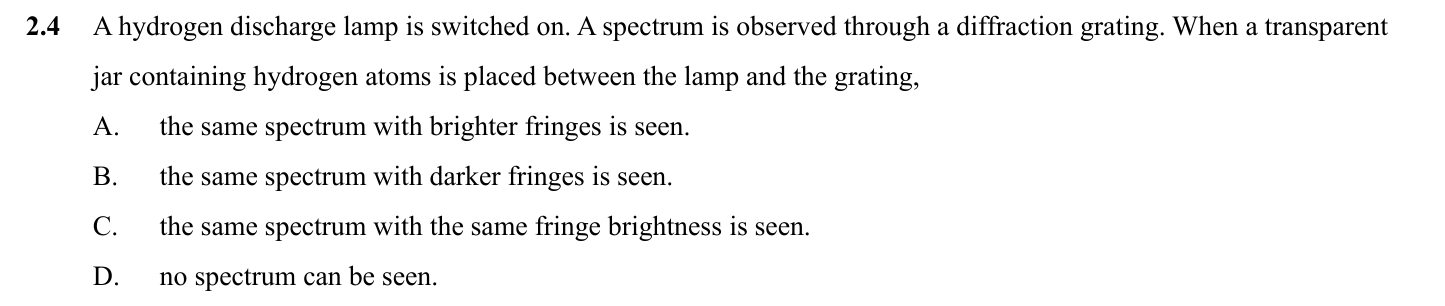 2.4 A hydrogen discharge lamp is switched on. A spectrum is observed through a diffraction grating. When a transparent
jar containing hydrogen atoms is placed between the lamp and the grating,
A. the same spectrum with brighter fringes is seen.
B. the same spectrum with darker fringes is seen.
C. the same spectrum with the same fringe brightness is seen.
D. no spectrum can be seen.